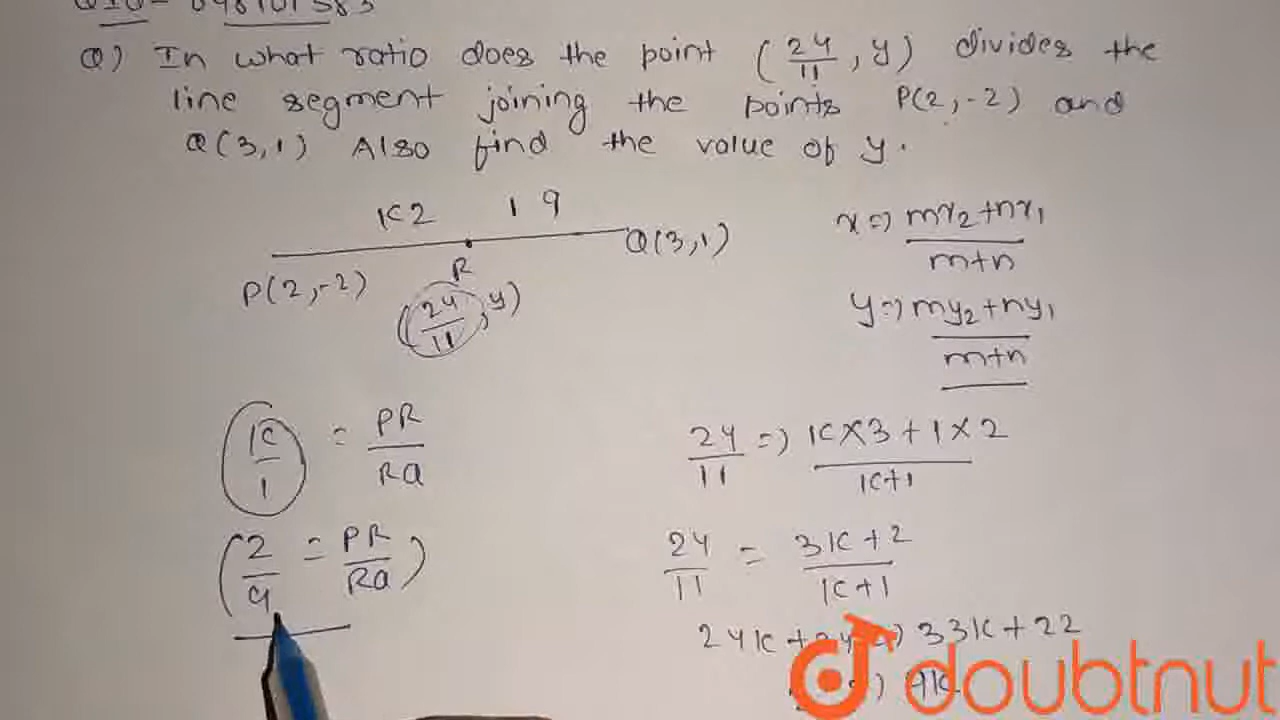 Q) In what ratio does the point (24/11, y) divides the
line segment joining the points P(2,-2) and
Q(3,1) Also find the value of y.
K 2 1 9
P(2,-2) R Q(3,1)
(24/11, y)
x => mx₂+nx₁ / m+n
y => my₂+ny₁ / m+n
K/1 = PR/RQ
(2/9 = PR/RQ)
24/11 => K×3+1×2 / K+1
24/11 = 3K+2 / K+1
24K+24 => 33K+22
9K
doubtnut